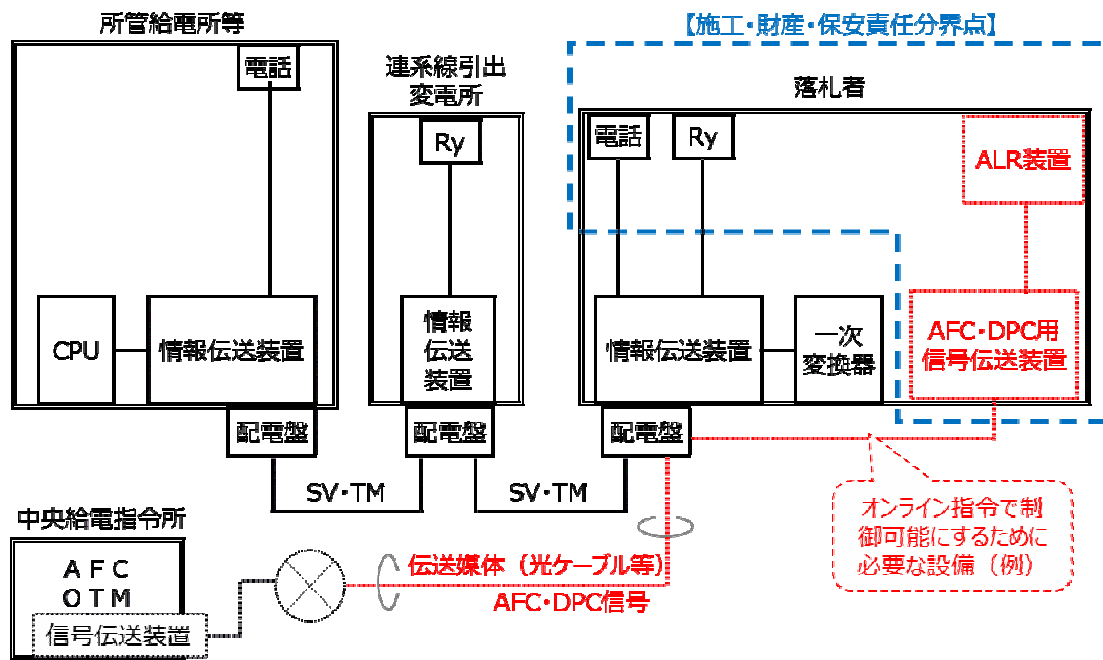 所管給電所等
電話
CPU
情報伝送装置
配電盤
連系線引出
変電所
Ry
情報
伝送
装置
配電盤
【施工・財産・保安責任分界点】
落札者
電話
Ry
ALR装置
情報伝送装置
一次
変換器
AFC・DPC用
信号伝送装置
配電盤
SV・TM
SV・TM
オンライン指令で制
御可能にするために
必要な設備（例）
中央給電指令所
ＡＦＣ
ＯＴＭ
信号伝送装置
伝送媒体（光ケーブル等）
AFC・DPC信号